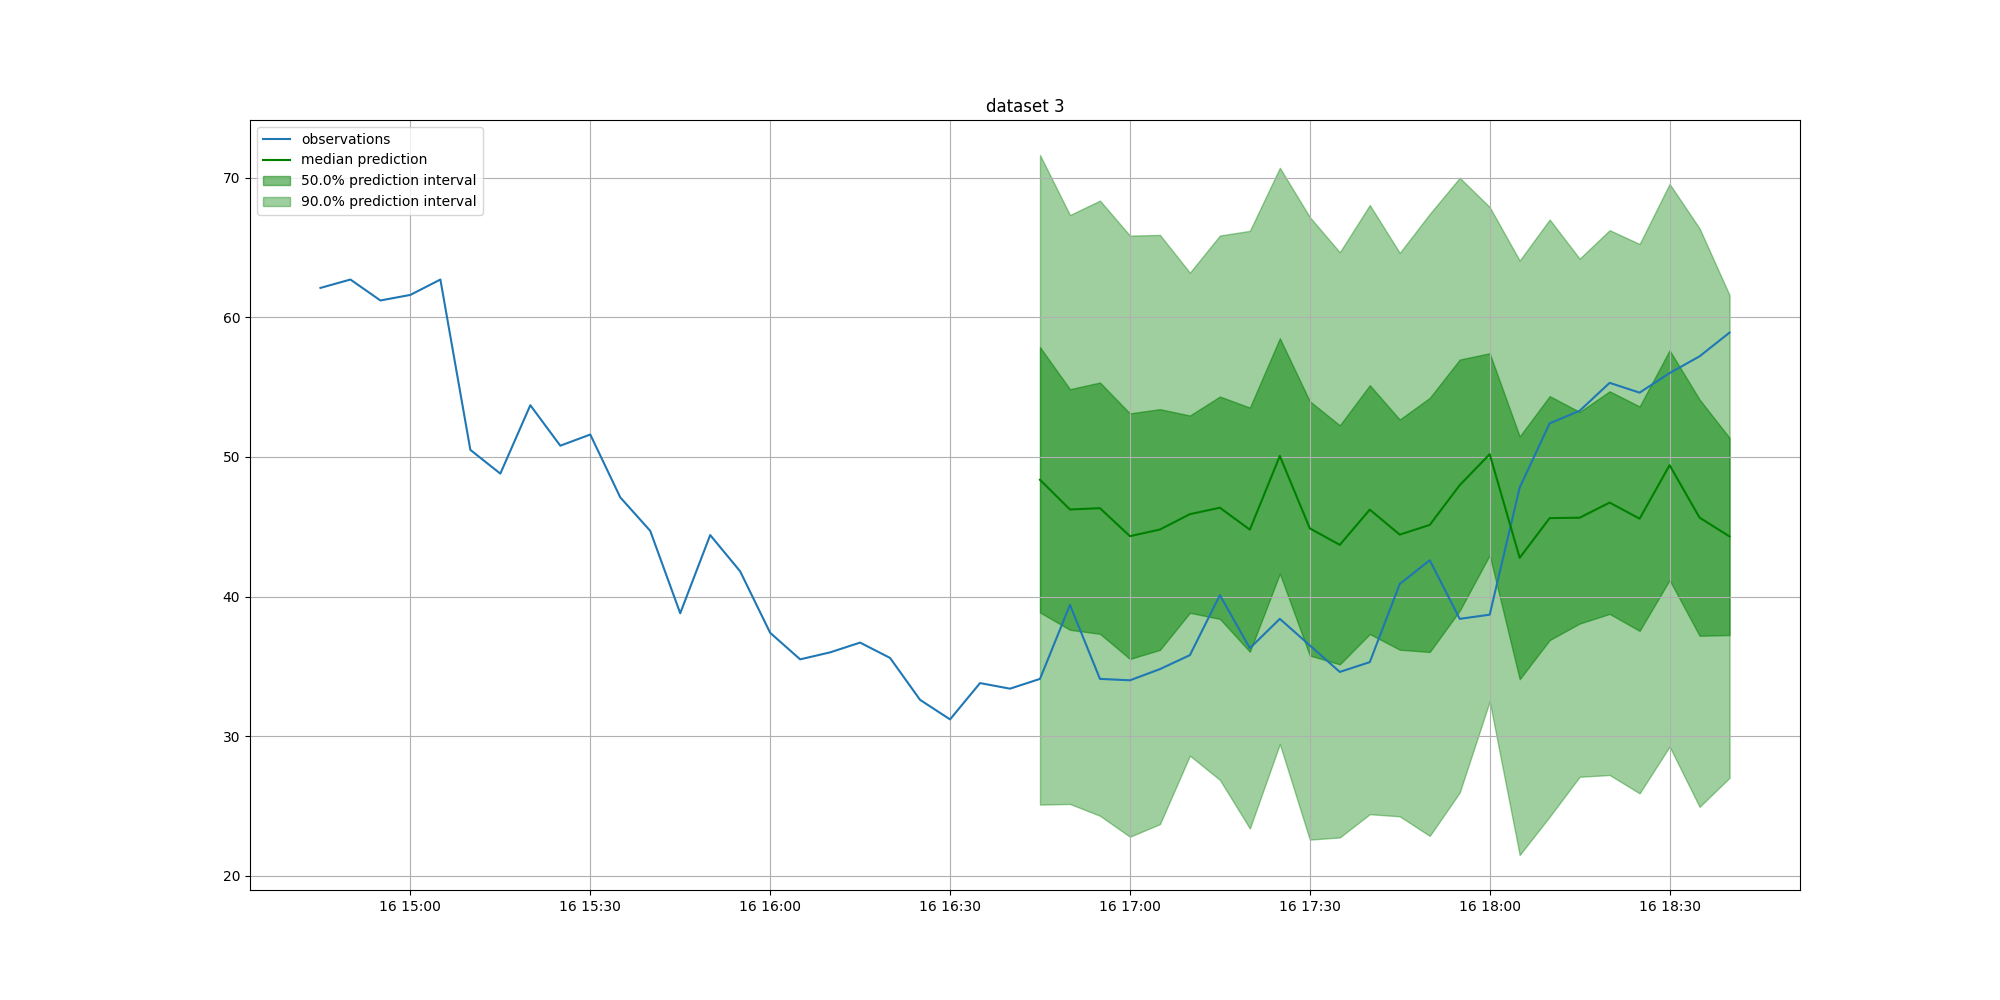 dataset 3
observations
median prediction
50.0% prediction interval
90.0% prediction interval
70
60
50
40
30
20
16 15:00
16 15:30
16 16:00
16 16:30
16 17:00
16 17:30
16 18:00
16 18:30